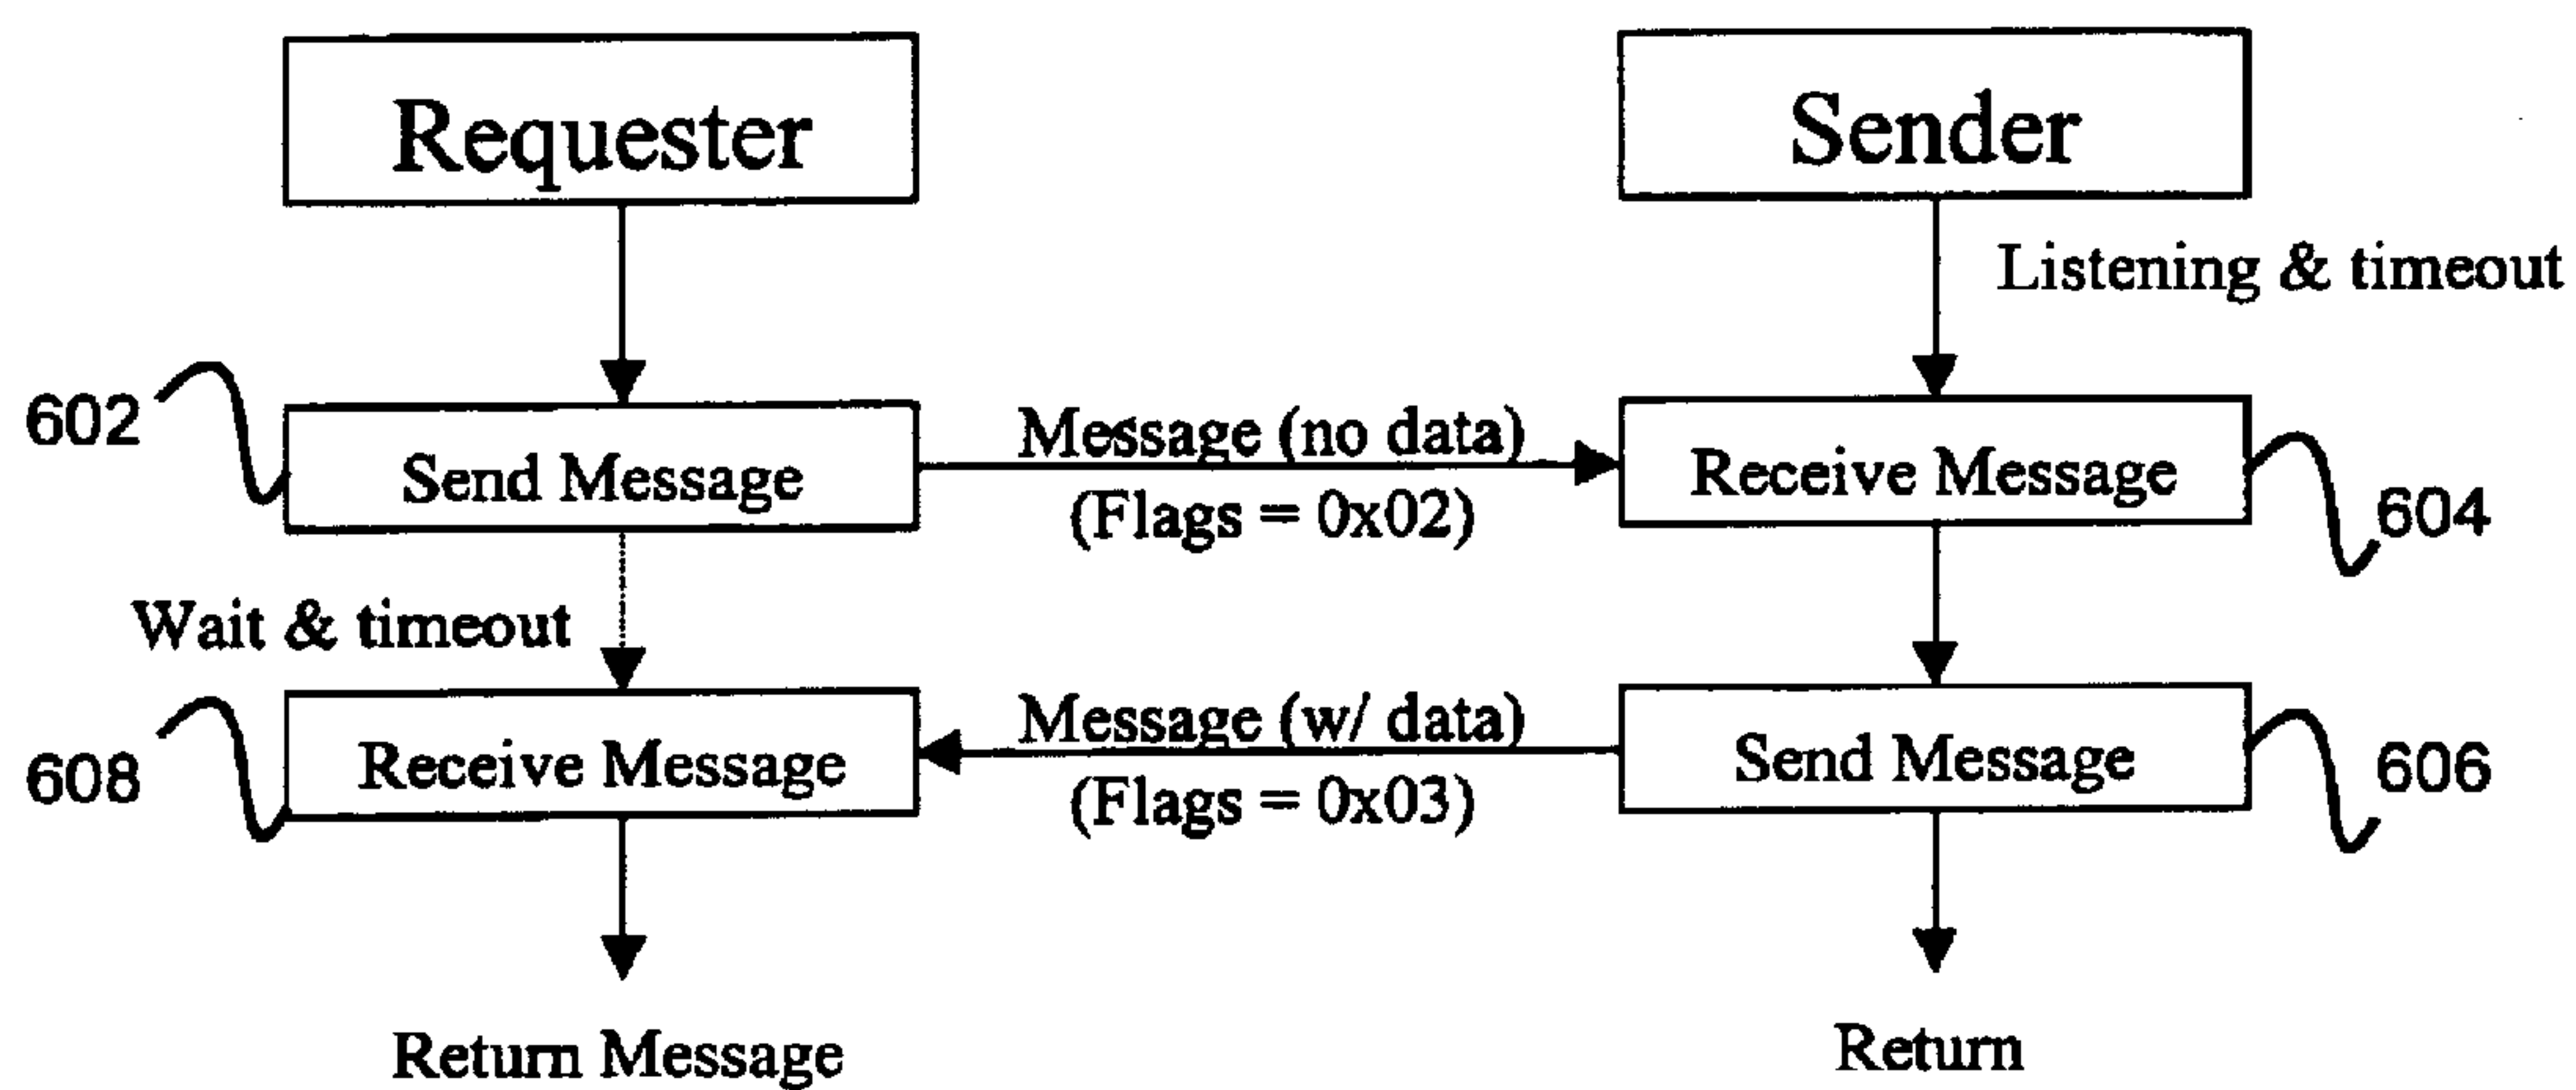 Requester
Sender
Listening & timeout
602
Send Message
Message (no data)
(Flags = 0x02)
Receive Message
604
Wait & timeout
608
Receive Message
Message (w/ data)
(Flags = 0x03)
Send Message
606
Return Message
Return